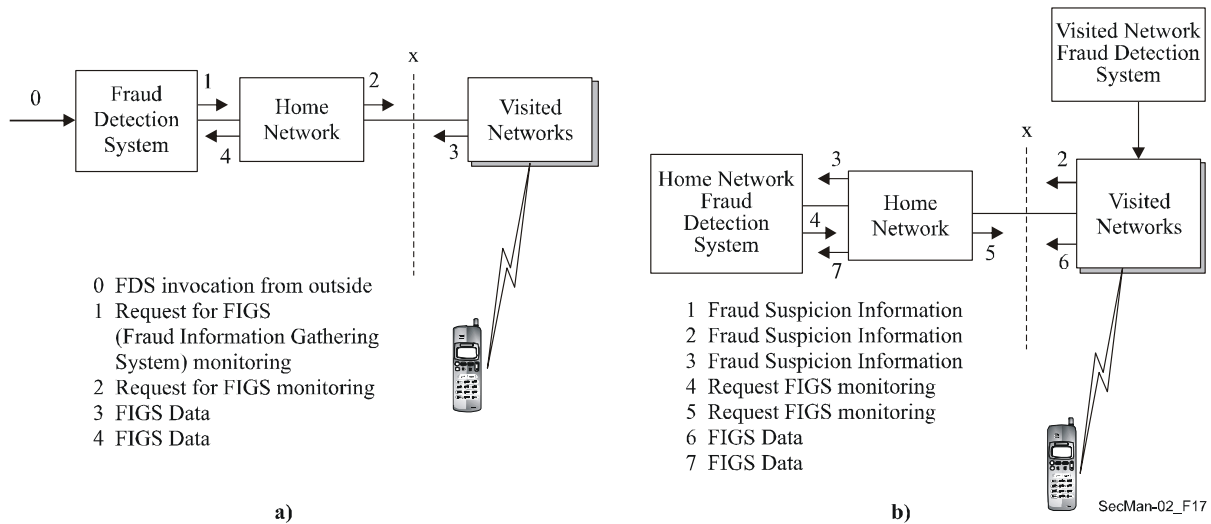 0
Fraud
Detection
System
1
4
Home
Network
2
x
3
Visited
Networks
0 FDS invocation from outside
1 Request for FIGS
(Fraud Information Gathering
System) monitoring
2 Request for FIGS monitoring
3 FIGS Data
4 FIGS Data
a)
Visited Network
Fraud Detection
System
x
2
Visited
Networks
6
Home Network
Fraud
Detection
System
3
4
7
Home
Network
5
1 Fraud Suspicion Information
2 Fraud Suspicion Information
3 Fraud Suspicion Information
4 Request FIGS monitoring
5 Request FIGS monitoring
6 FIGS Data
7 FIGS Data
b)
SecMan-02_F17